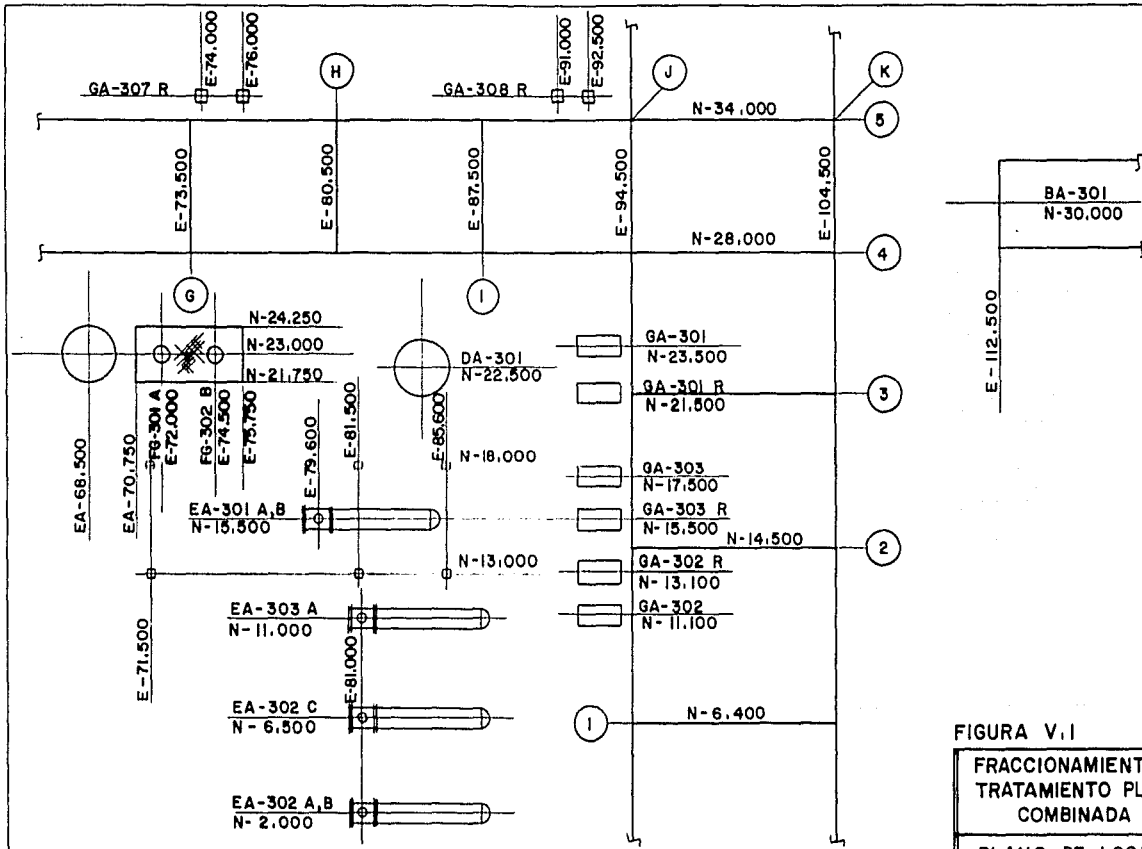 E-74.000
E-76.000
GA-307 R
H
E-91.000
E-92.500
GA-308 R
J
K
N-34.000
5
E-73.500
E-80.500
E-87.500
E-94.500
E-104.500
BA-301
N-30.000
N-28.000
4
G
I
E-112.500
N-24.250
N-23.000
N-21.750
DA-301
N-22.500
GA-301
N-23.500
GA-301 R
N-21.500
3
EA-68.500
EA-70.750
FG-301 A
E-72.000
FG-302 B
E-74.500
E-75.750
E-79.600
E-81.500
E-85.600
N-18.000
GA-303
N-17.500
EA-301 A,B
N-15.500
GA-303 R
N-15.500
N-14.500
2
N-13.000
GA-302 R
N-13.100
EA-303 A
N-11.000
GA-302
N-11.100
E-71.500
E-81.000
EA-302 C
N-6.500
1
N-6.400
EA-302 A,B
N-2.000
FIGURA V.1
FRACCIONAMIENT
TRATAMIENTO PL
COMBINADA